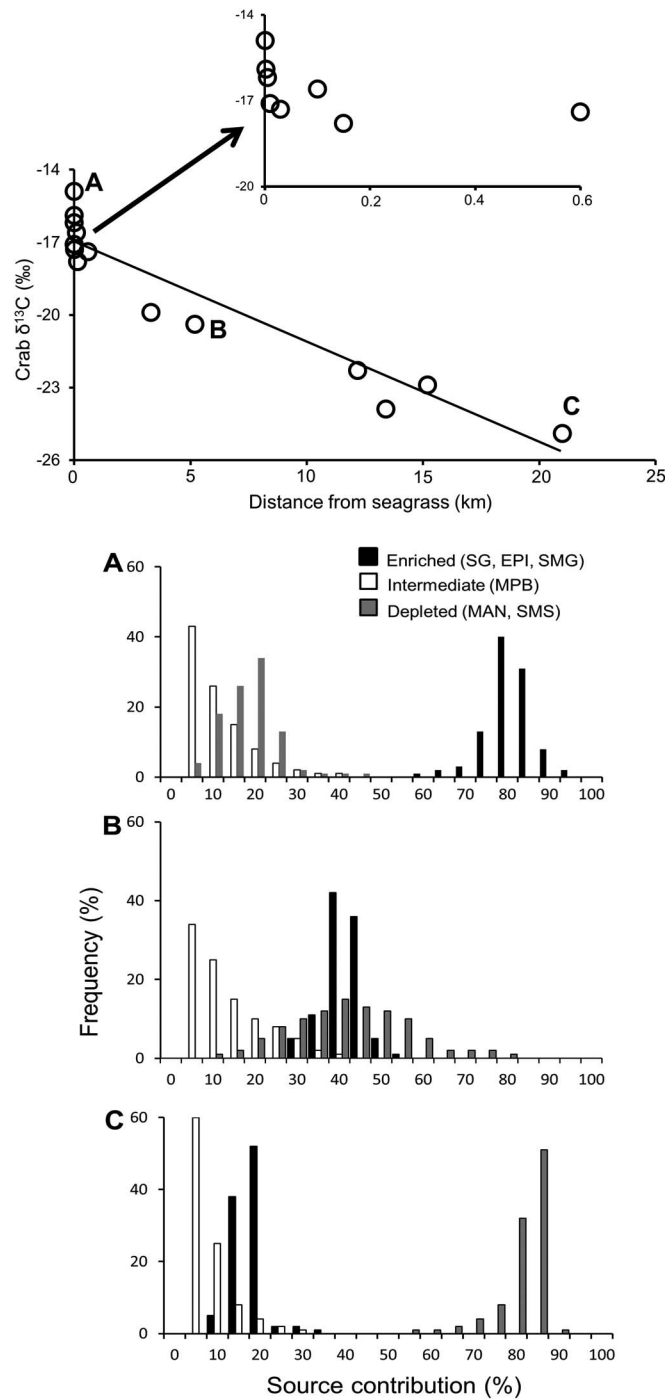 -14
-17
-20
0
0.2
0.4
0.6
-14
-17
-20
-23
-26
A
B
C
Crab δ¹³C (‰)
0
5
10
15
20
25
Distance from seagrass (km)
A
Enriched (SG, EPI, SMG)
Intermediate (MPB)
Depleted (MAN, SMS)
60
40
20
0
0 10 20 30 40 50 60 70 80 90 100
B
60
40
20
0
Frequency (%)
0 10 20 30 40 50 60 70 80 90 100
C
60
40
20
0
0 10 20 30 40 50 60 70 80 90 100
Source contribution (%)